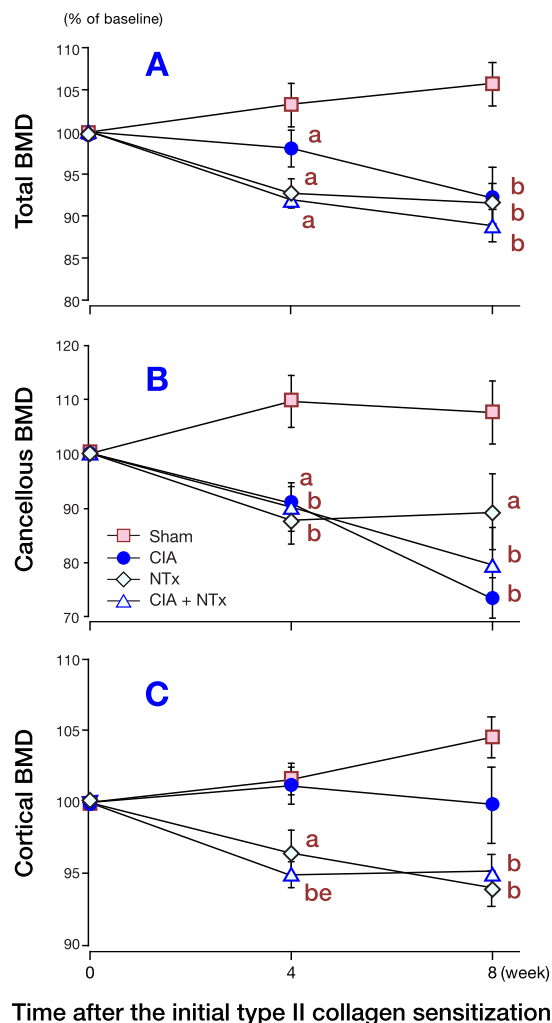 (% of baseline)
A
Total BMD
110
105
100
95
90
85
80
a
a
a
b
b
b
B
Cancellous BMD
120
110
100
90
80
70
a
b
b
a
b
b
Sham
CIA
NTx
CIA + NTx
C
Cortical BMD
110
105
100
95
90
a
be
b
b
0 4 8 (week)
Time after the initial type II collagen sensitization